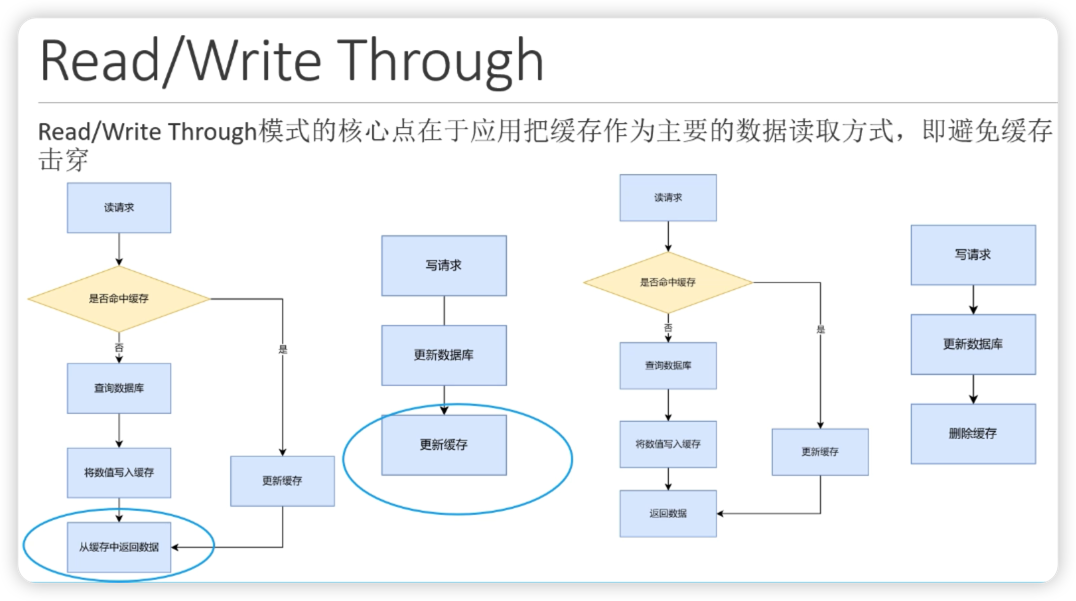 Read/Write Through
Read/Write Through模式的核心点在于应用把缓存作为主要的数据读取方式，即避免缓存
击穿
读请求
是否命中缓存
否
是
查询数据库
将数值写入缓存
更新缓存
从缓存中返回数据
写请求
更新数据库
更新缓存
读请求
是否命中缓存
否
是
查询数据库
将数值写入缓存
更新缓存
返回数据
写请求
更新数据库
删除缓存